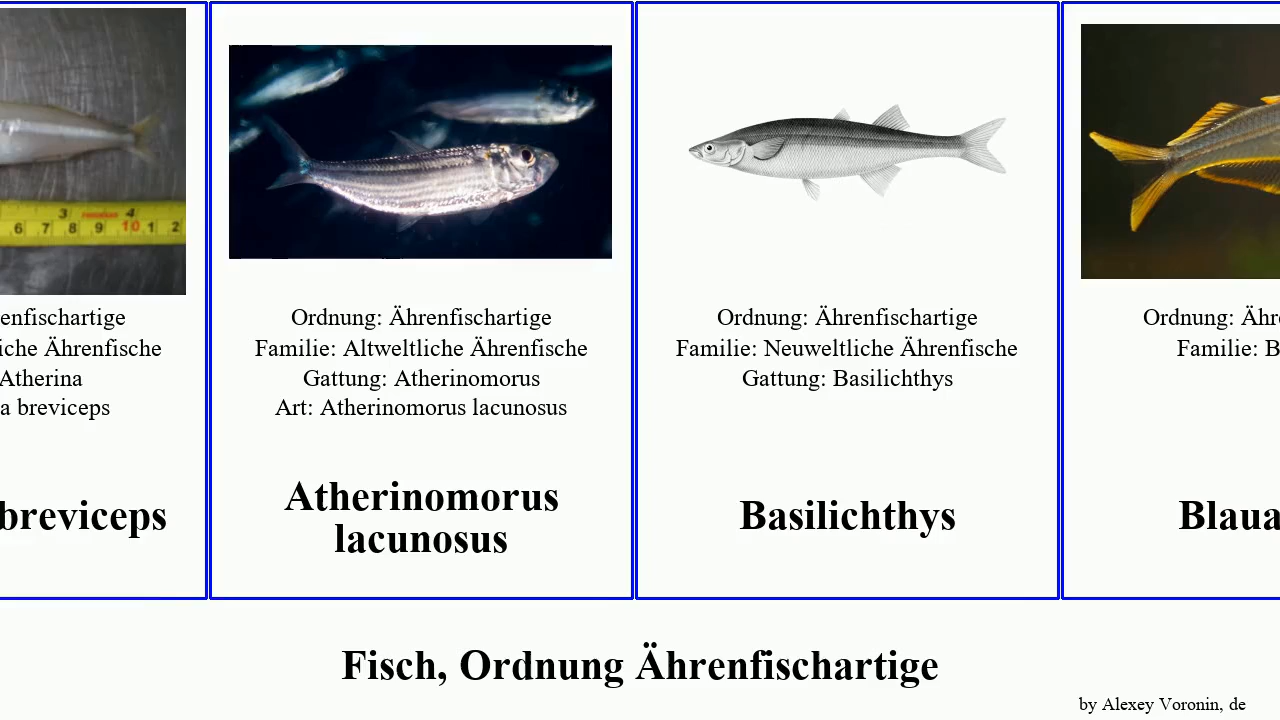 3 4
6 7 8 9 10 1 2
enfischartige
iche Ährenfische
Atherina
a breviceps
breviceps
Ordnung: Ährenfischartige
Familie: Altweltliche Ährenfische
Gattung: Atherinomorus
Art: Atherinomorus lacunosus
Atherinomorus
lacunosus
Ordnung: Ährenfischartige
Familie: Neuweltliche Ährenfische
Gattung: Basilichthys
Basilichthys
Ordnung: Ähr
Familie: B
Blaua
Fisch, Ordnung Ährenfischartige
by Alexey Voronin, de